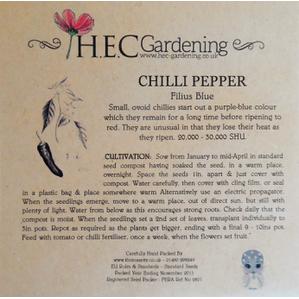 H.E.C Gardening
www.hec-gardening.co.uk
CHILLI PEPPER
Filius Blue
Small, ovoid chillies start out a purple-blue colour
which they remain for a long time before ripening to
red. They are unusual in that they lose their heat as
they ripen. 20,000 - 50,000 SHU.
CULTIVATION: Sow from January to mid-April in standard
seed compost having soaked the seed, in a warm place,
overnight. Space the seeds 1in. apart & just cover with
compost. Water carefully, then cover with cling film, or seal
in a plastic bag & place somewhere warm Alternatively use an electric propagator.
When the seedlings emerge, move to a warm place, out of direct sun, but still with
plenty of light. Water from below as this encourages strong roots. Check daily that the
compost is moist. When the seedlings set a 2nd set of leaves, transplant individually to
3in pots. Repot as required as the plants get bigger, ending with a final 9 - 10ins po
Feed with tomato or chilli fertiliser, once a week, when the flowers set fruit."
Carefully Hand Packed By
EU Rules & Standards - Standard Seeds
Packed Year Ending November 2021
Registered Seed Packer - FERA Ref No